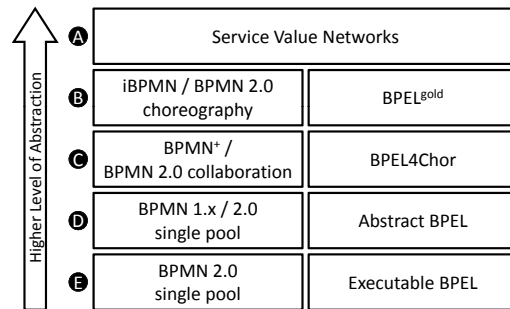 Higher Level of Abstraction
A
Service Value Networks
B
iBPMN / BPMN 2.0
choreography
BPELgold
C
BPMN+ /
BPMN 2.0 collaboration
BPEL4Chor
D
BPMN 1.x / 2.0
single pool
Abstract BPEL
E
BPMN 2.0
single pool
Executable BPEL